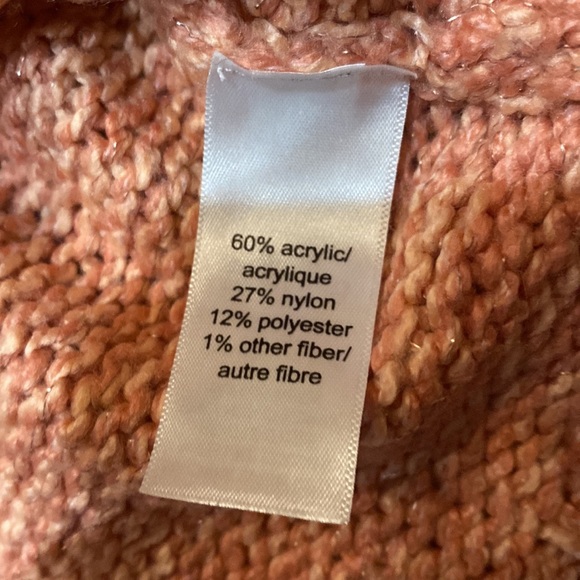 60% acrylic/
acrylique
27% nylon
12% polyester
1% other fiber/
autre fibre